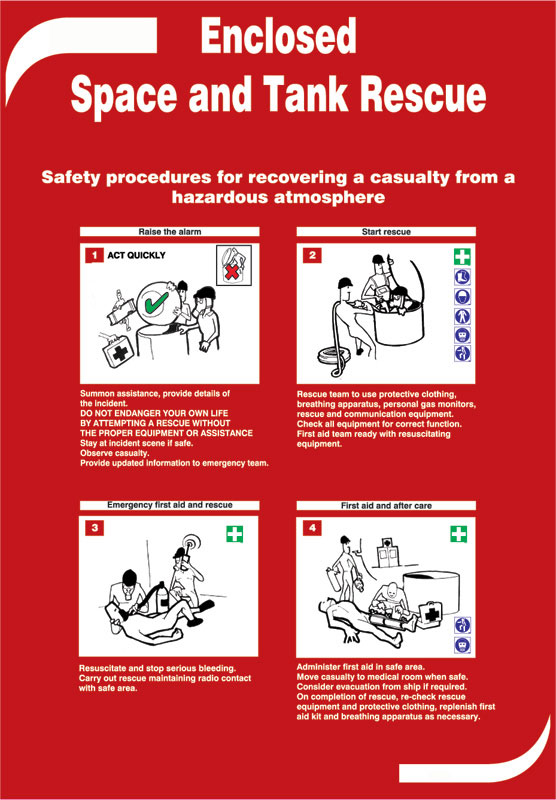 Enclosed
Space and Tank Rescue
Safety procedures for recovering a casualty from a
hazardous atmosphere
Raise the alarm
1 ACT QUICKLY
Summon assistance, provide details of
the incident.
DO NOT ENDANGER YOUR OWN LIFE
BY ATTEMPTING A RESCUE WITHOUT
THE PROPER EQUIPMENT OR ASSISTANCE
Stay at incident scene if safe.
Observe casualty.
Provide updated information to emergency team.
Start rescue
2
Rescue team to use protective clothing,
breathing apparatus, personal gas monitors,
rescue and communication equipment.
Check all equipment for correct function.
First aid team ready with resuscitating
equipment.
Emergency first aid and rescue
3
Resuscitate and stop serious bleeding.
Carry out rescue maintaining radio contact
with safe area.
First aid and after care
4
Administer first aid in safe area.
Move casualty to medical room when safe.
Consider evacuation from ship if required.
On completion of rescue, re-check rescue
equipment and protective clothing, replenish first
aid kit and breathing apparatus as necessary.